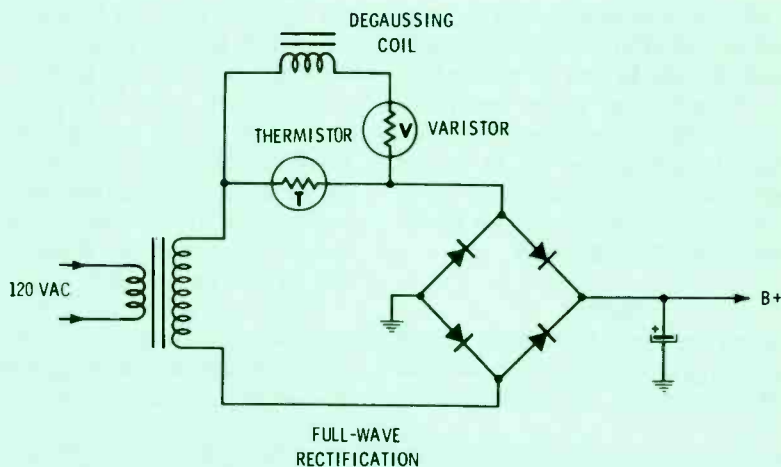 DEGAUSSING
COIL
THERMISTOR
V
VARISTOR
T
120 VAC
+
B+
FULL-WAVE
RECTIFICATION